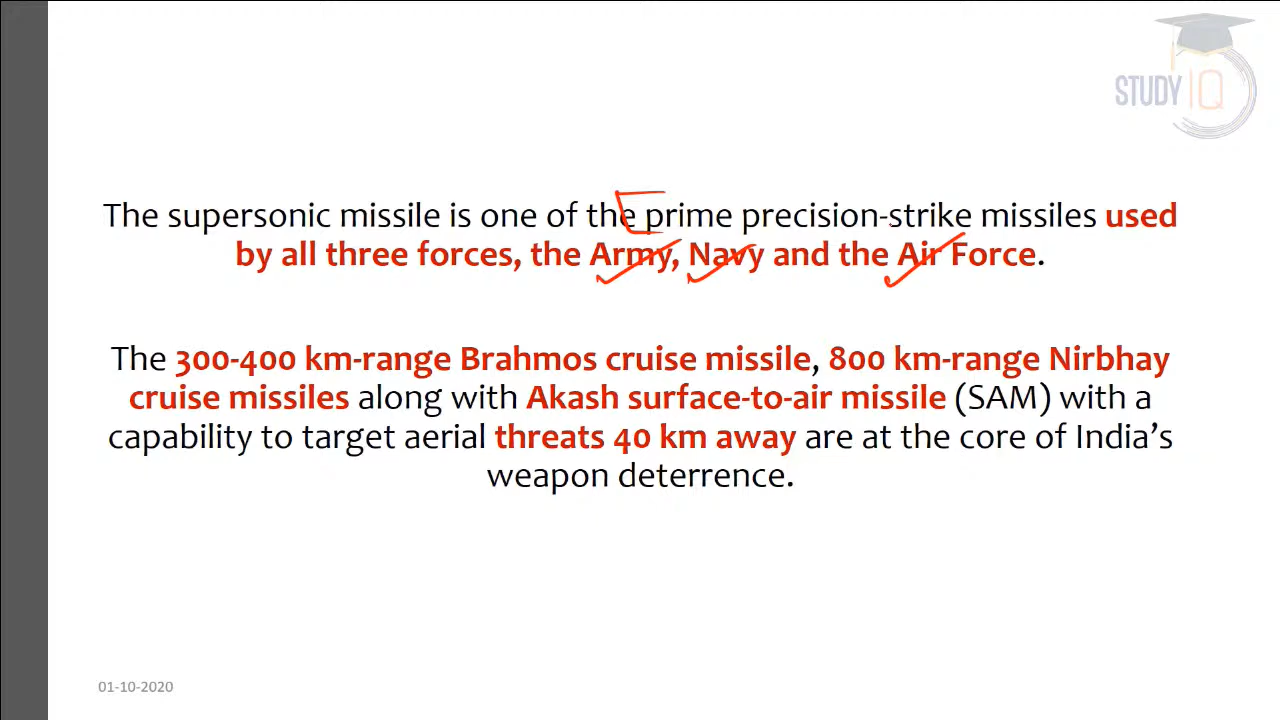 STUDY IQ
The supersonic missile is one of the prime precision-strike missiles used
by all three forces, the Army, Navy and the Air Force.
The 300-400 km-range Brahmos cruise missile, 800 km-range Nirbhay
cruise missiles along with Akash surface-to-air missile (SAM) with a
capability to target aerial threats 40 km away are at the core of India’s
weapon deterrence.
01-10-2020